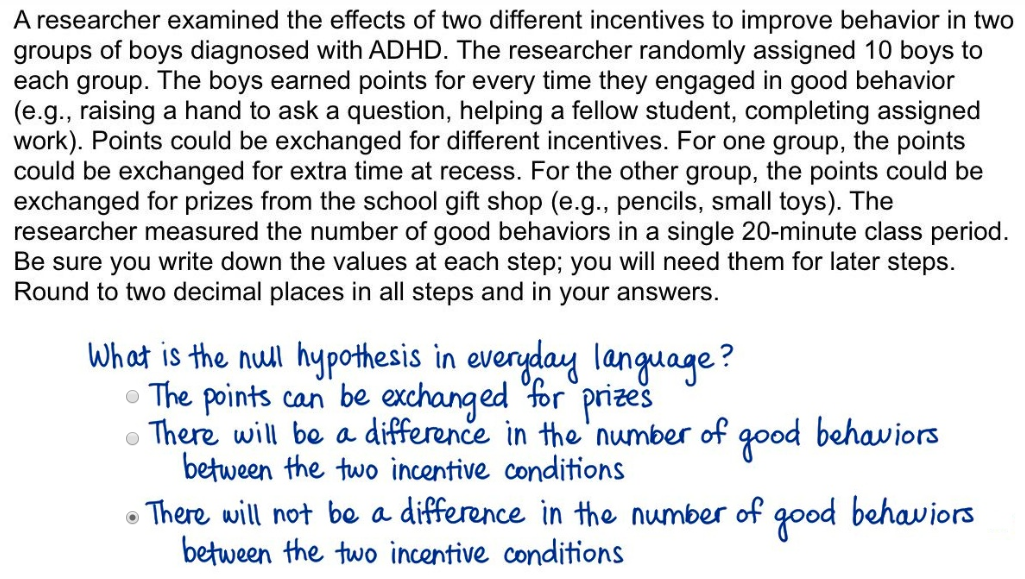 A researcher examined the effects of two different incentives to improve behavior in two
groups of boys diagnosed with ADHD. The researcher randomly assigned 10 boys to
each group. The boys earned points for every time they engaged in good behavior
(e.g., raising a hand to ask a question, helping a fellow student, completing assigned
work). Points could be exchanged for different incentives. For one group, the points
could be exchanged for extra time at recess. For the other group, the points could be
exchanged for prizes from the school gift shop (e.g., pencils, small toys). The
researcher measured the number of good behaviors in a single 20-minute class period.
Be sure you write down the values at each step; you will need them for later steps.
Round to two decimal places in all steps and in your answers.
What is the null hypothesis in everyday language?
The points can be exchanged for prizes
There will be a difference in the number of good behaviors
between the two incentive conditions
There will not be a difference in the number of good behaviors
between the two incentive conditions